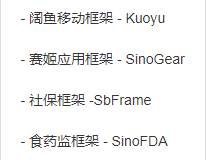 - 阔鱼移动框架 - Kuoyu
- 赛姬应用框架 - SinoGear
- 社保框架 -SbFrame
- 食药监框架 - SinoFDA